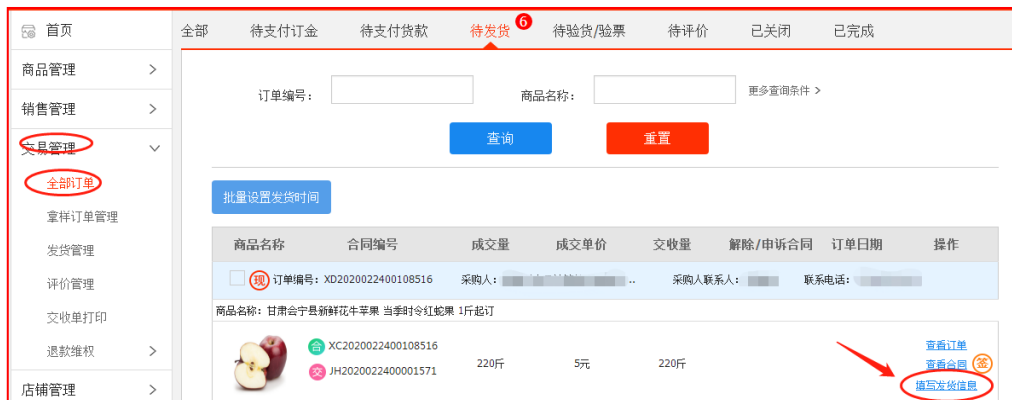 首页
商品管理
销售管理
交易管理
全部订单
拿样订单管理
发货管理
评价管理
交收单打印
退款维权
店铺管理
全部 待支付订金 待支付货款 待发货 6 待验货/验票 待评价 已关闭 已完成
订单编号： 商品名称： 更多查询条件 >
查询 重置
批量设置发货时间
商品名称 合同编号 成交量 成交单价 交收量 解除/申诉合同 订单日期 操作
现 订单编号：XD2020022400108516 采购人： .. 采购人联系人： 联系电话：
商品名称：甘肃会宁县新鲜花牛苹果 当季时令红蛇果 1斤起订
合 XC2020022400108516
交 JH2020022400001571
220斤 5元 220斤
查看订单
查看合同 签
填写发货信息